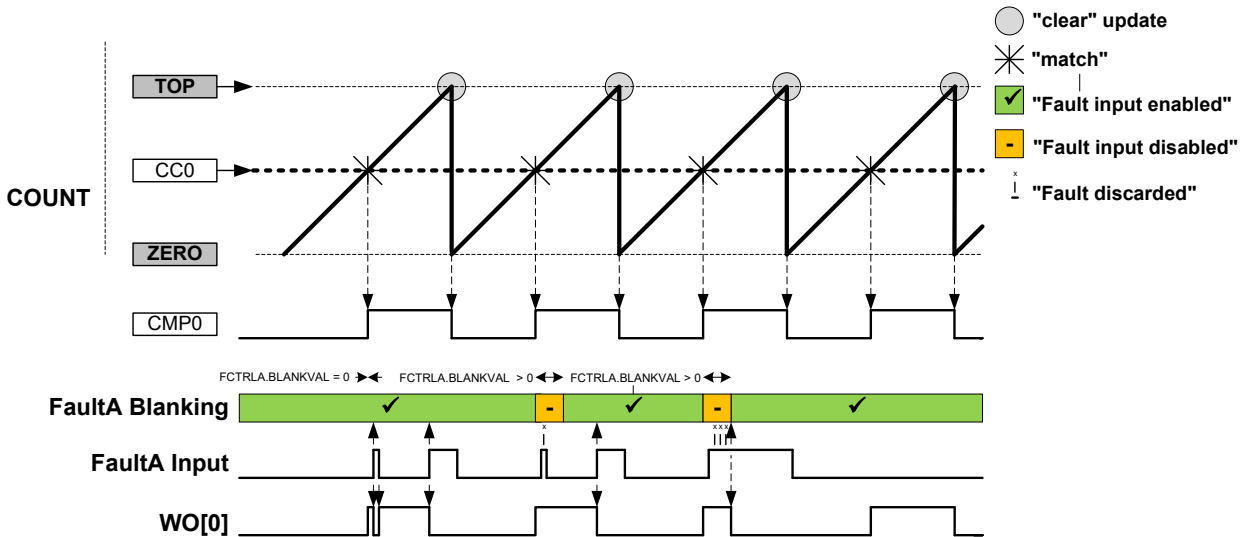 "clear" update
"match"
"Fault input enabled"
"Fault input disabled"
"Fault discarded"
TOP
CC0
COUNT
ZERO
CMP0
FCTRLA.BLANKVAL = 0
FCTRLA.BLANKVAL > 0
FCTRLA.BLANKVAL > 0
FaultA Blanking
- -
x xxx
FaultA Input
WO[0]